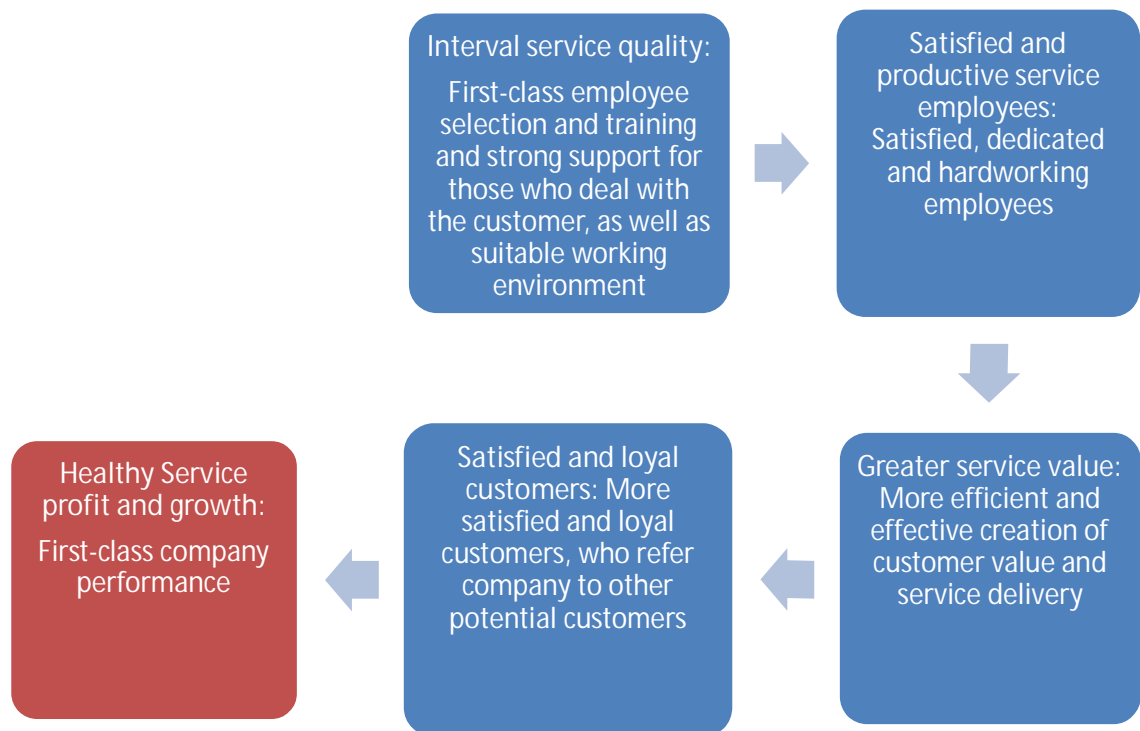 Interval service quality:
First-class employee
selection and training
and strong support for
those who deal with
the customer, as well as
suitable working
environment
Satisfied and
productive service
employees:
Satisfied, dedicated
and hardworking
employees
Greater service value:
More efficient and
effective creation of
customer value and
service delivery
Satisfied and loyal
customers: More
satisfied and loyal
customers, who refer
company to other
potential customers
Healthy Service
profit and growth:
First-class company
performance